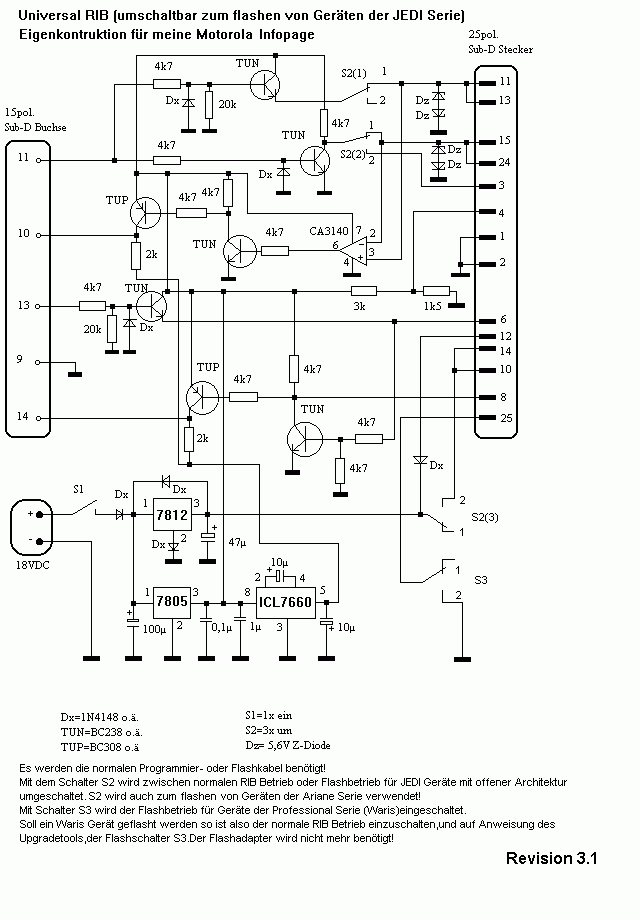 Universal RIB (umschaltbar zum flashen von Geräten der JEDI Serie)
Eigenkontruktion für meine Motorola Infopage
25pol.
Sub-D Stecker
15pol.
Sub-D Buchse
TUN
4k7
Dx
20k
S2(1)
1
2
11
Dz
Dz
13
4k7
11
4k7
TUN
Dx
1
S2(2)
2
15
Dz
24
Dz
3
TUP
4k7
4k7
TUN
4k7
CA3140
7
2
6
3
4
-
+
4
1
10
2k
2
4k7
TUN
13
20k
Dx
3k
1k5
6
12
14
9
TUP
4k7
4k7
10
TUN
8
14
2k
4k7
4k7
25
Dx
S1
Dx
Dx
+
-
18VDC
1
7812
3
Dx
2
+
47µ
2
S2(3)
1
10µ
+
2
4
1
7805
3
8
ICL7660
5
1
S3
2
+
100µ
2
0,1µ
1µ
3
+
10µ
Dx=1N4148 o.ä.
TUN=BC238 o.ä.
TUP=BC308 o.ä
S1=1x ein
S2=3x um
Dz= 5,6V Z-Diode
Es werden die normalen Programmier- oder Flashkabel benötigt!
Mit dem Schalter S2 wird zwischen normalen RIB Betrieb oder Flashbetrieb für JEDI Geräte mit offener Architektur
umgeschaltet. S2 wird auch zum flashen von Geräten der Ariane Serie verwendet!
Mit Schalter S3 wird der Flashbetrieb für Geräte der Professional Serie (Waris)eingeschaltet.
Soll ein Waris Gerät geflasht werden so ist also der normale RIB Betrieb einzuschalten,und auf Anweisung des
Upgradetools,der Flashschalter S3.Der Flashadapter wird nicht mehr benötigt!
Revision 3.1